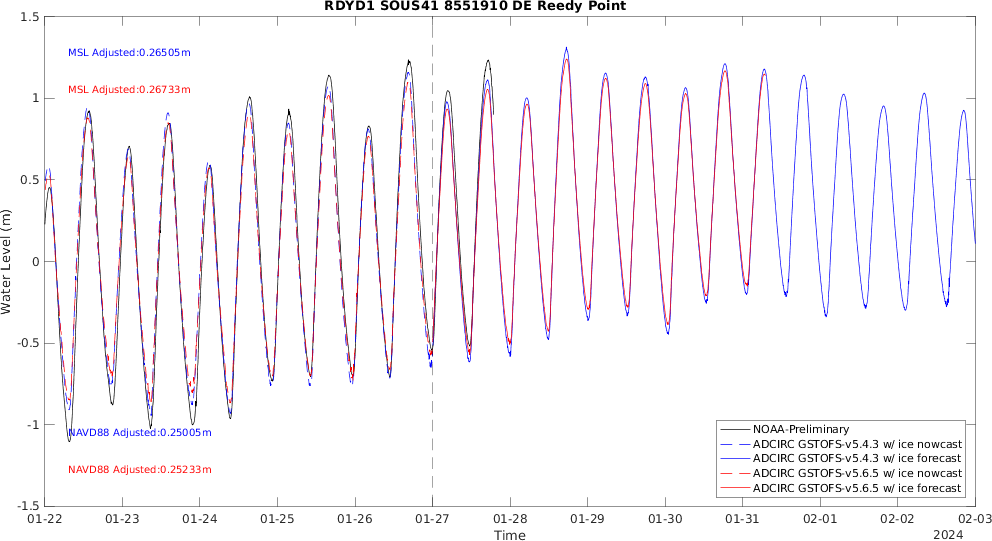 RDYD1 SOUS41 8551910 DE Reedy Point
1.5
1
0.5
0
-0.5
-1
-1.5
Water Level (m)
MSL Adjusted:0.26505m
MSL Adjusted:0.26733m
NAVD88 Adjusted:0.25005m
NAVD88 Adjusted:0.25233m
NOAA-Preliminary
ADCIRC GSTOFS-v5.4.3 w/ ice nowcast
ADCIRC GSTOFS-v5.4.3 w/ ice forecast
ADCIRC GSTOFS-v5.6.5 w/ ice nowcast
ADCIRC GSTOFS-v5.6.5 w/ ice forecast
01-22 01-23 01-24 01-25 01-26 01-27 01-28 01-29 01-30 01-31 02-01 02-02 02-03
Time
2024